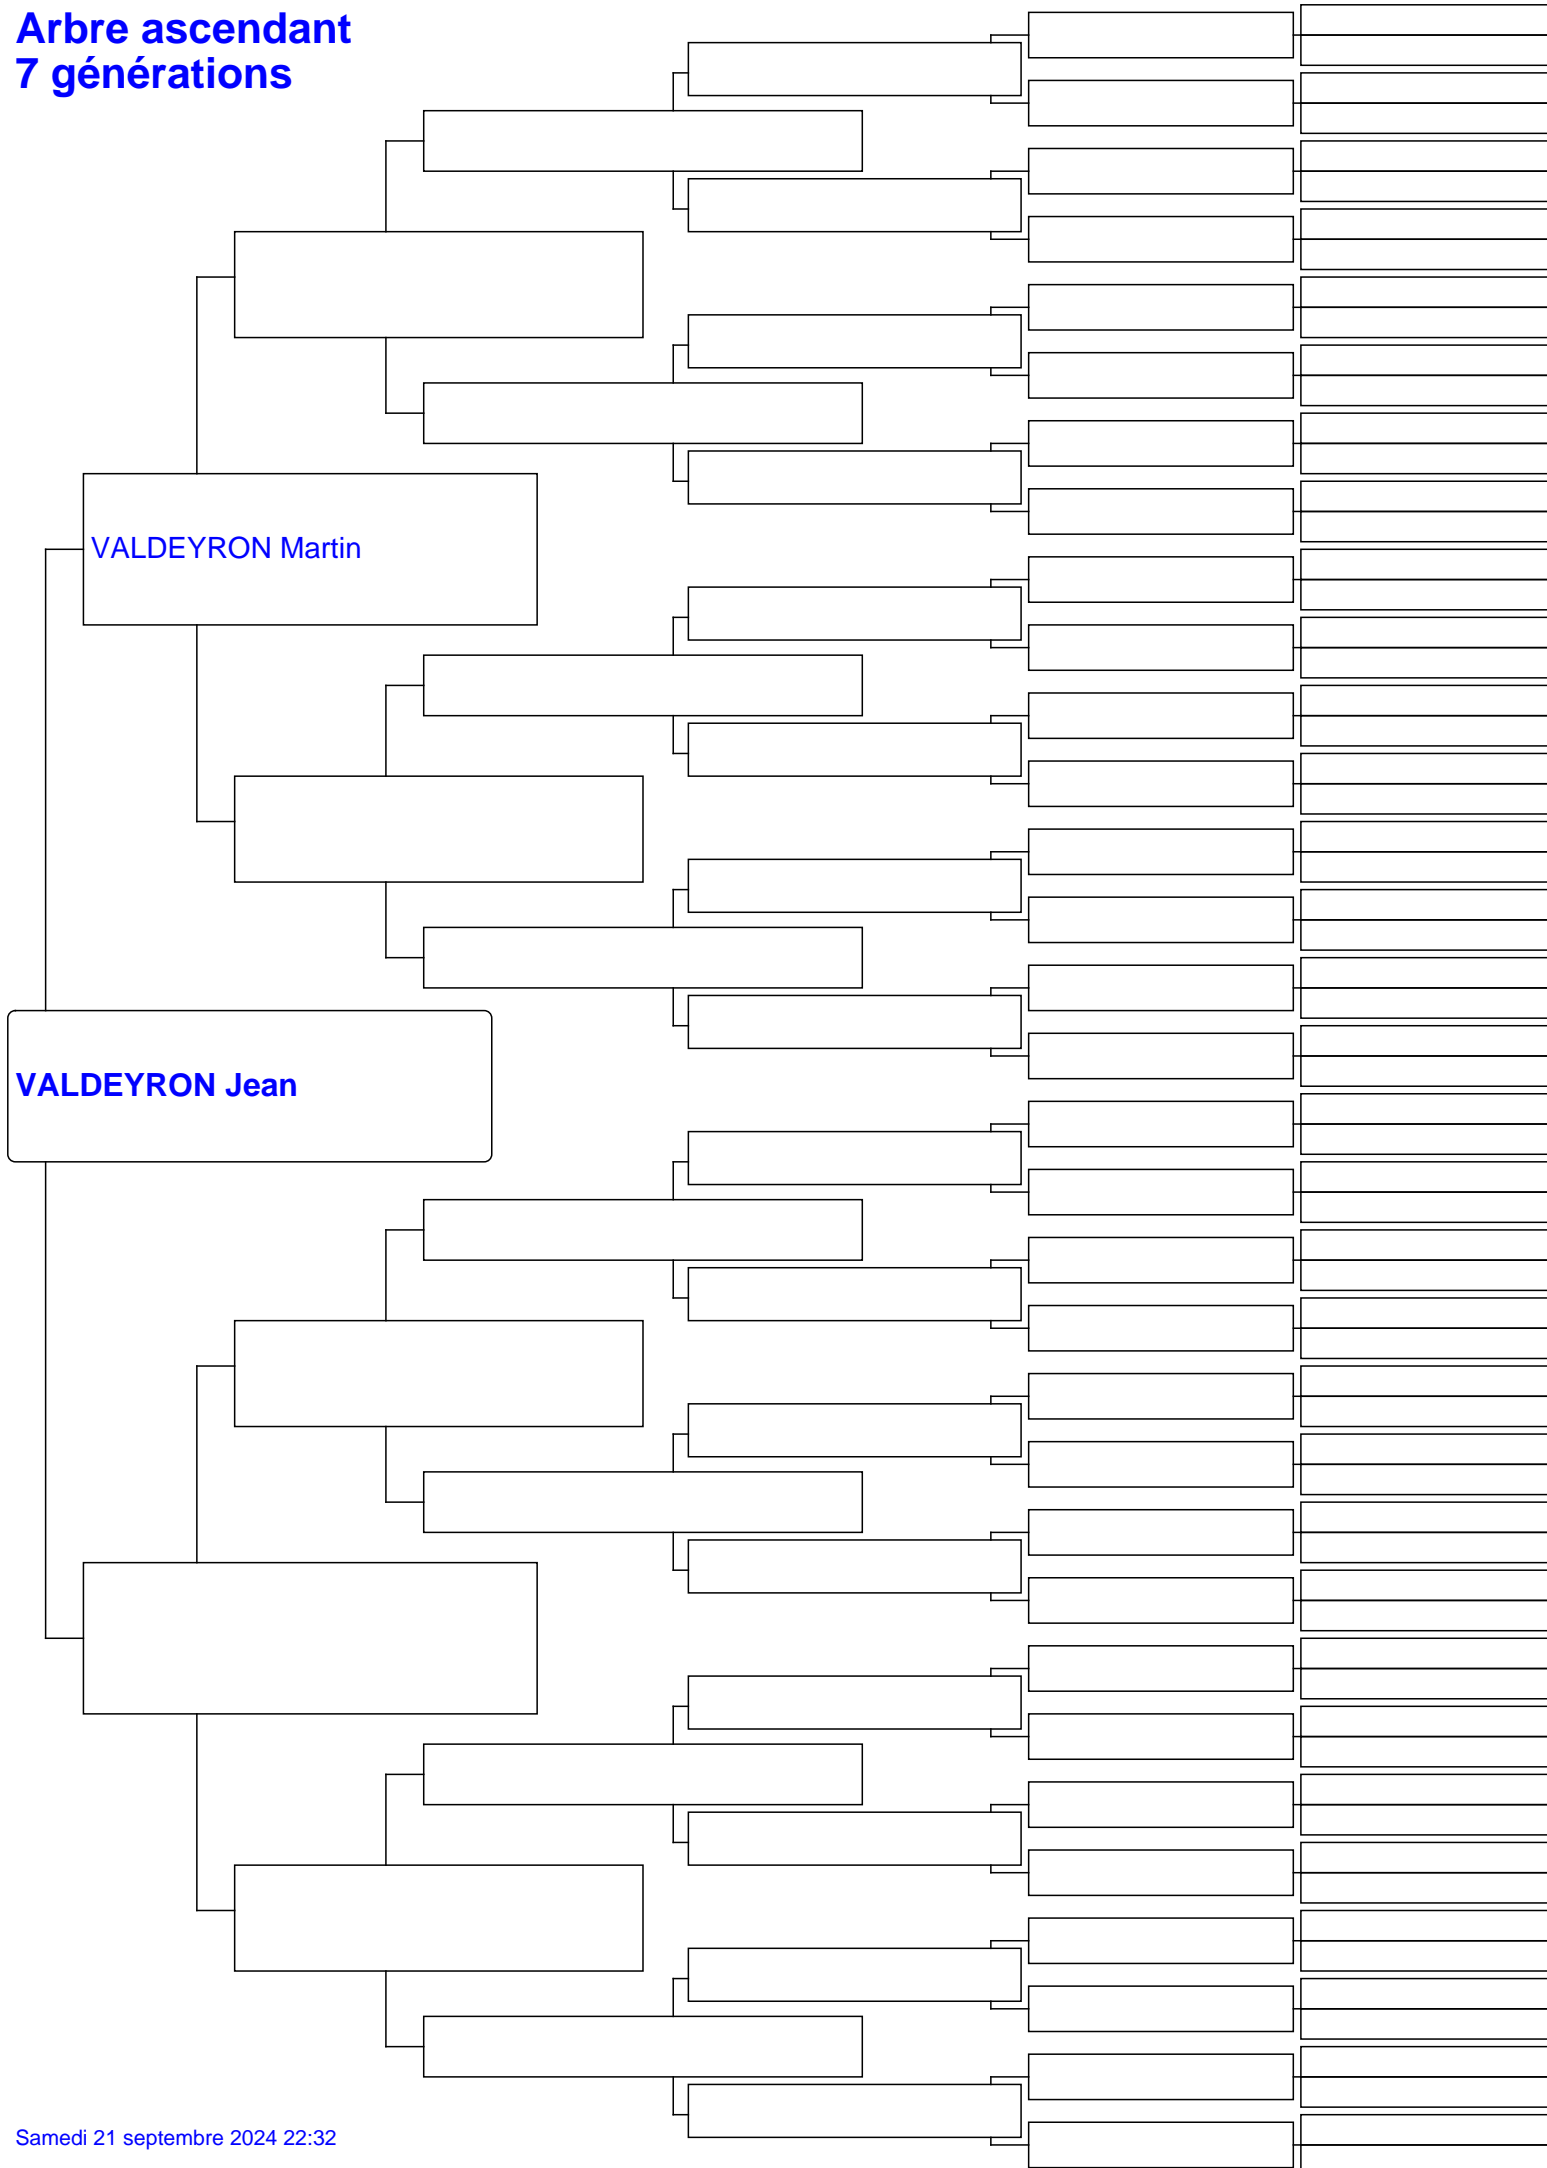 Arbre ascendant
7 générations
VALDEYRON Martin
VALDEYRON Jean
Samedi 21 septembre 2024 22:32